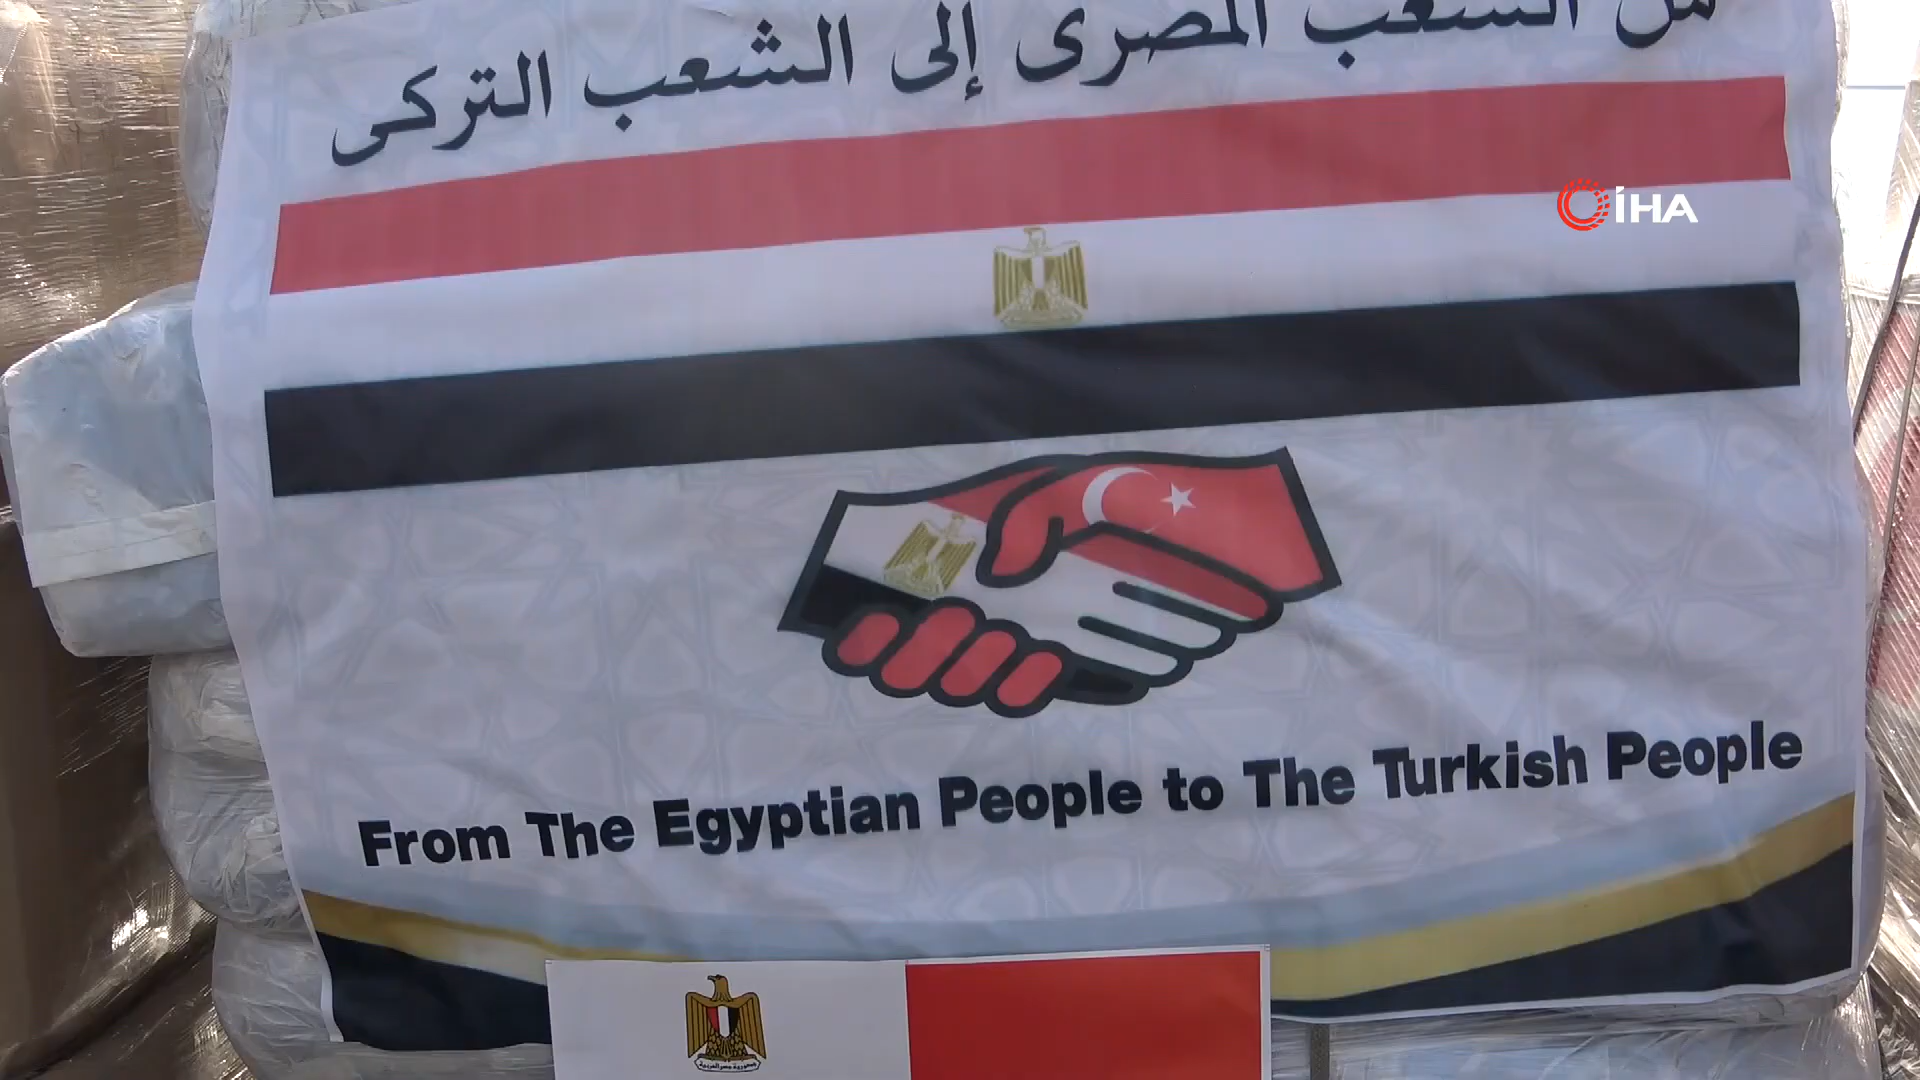 من الشعب المصرى إلى الشعب التركى
İHA
From The Egyptian People to The Turkish People